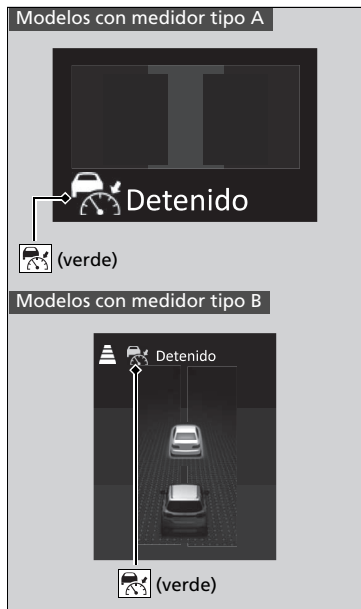 Modelos con medidor tipo A
Detenido
(verde)
Modelos con medidor tipo B
Detenido
(verde)